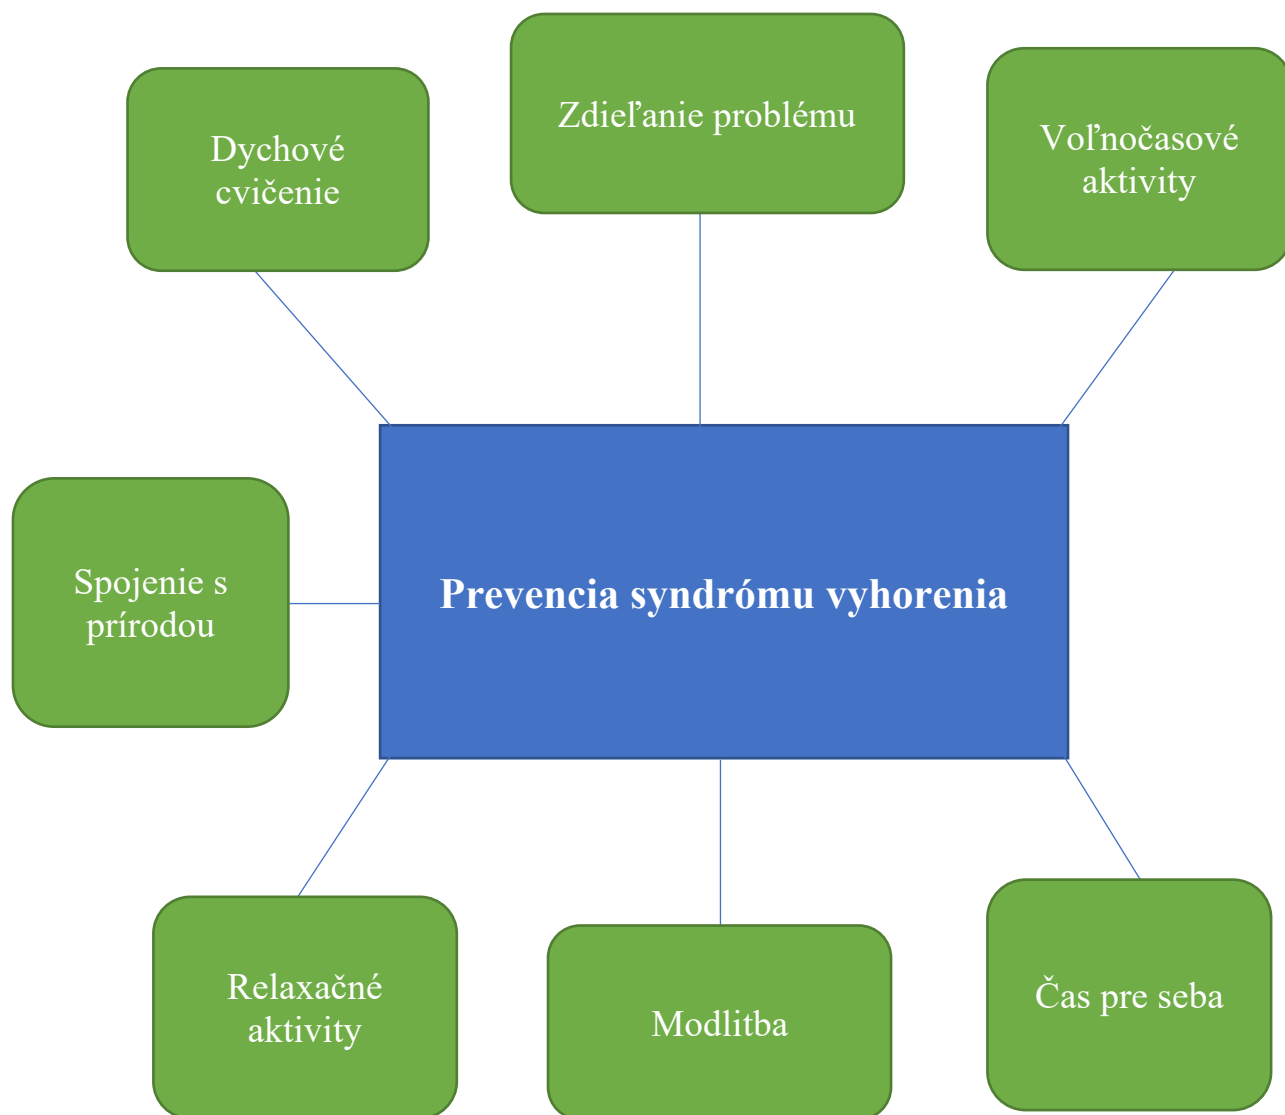 Dychové
cvičenie
Zdieľanie problému
Voľnočasové
aktivity
Spojenie s
prírodou
Prevencia syndrómu vyhorenia
Relaxačné
aktivity
Modlitba
Čas pre seba